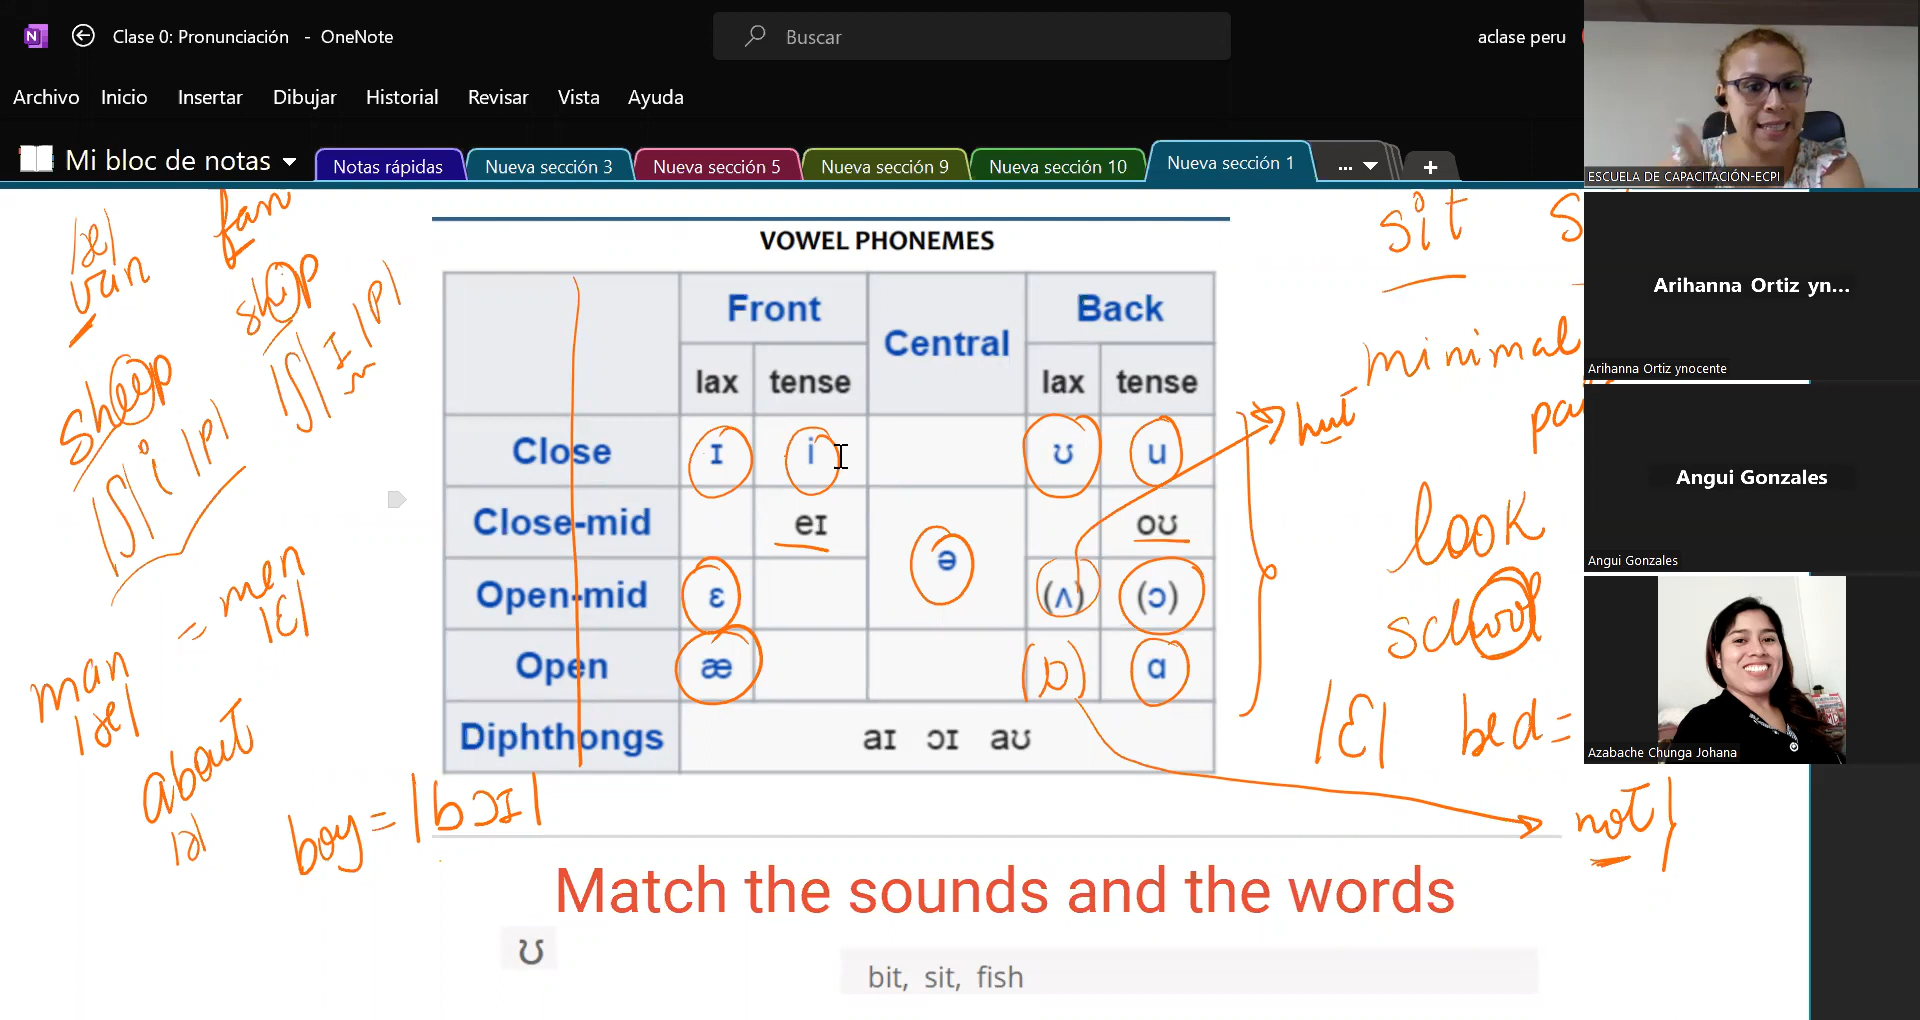 Clase 0: Pronunciación - OneNote
Buscar
aclase peru
Archivo Inicio Insertar Dibujar Historial Revisar Vista Ayuda
Mi bloc de notas
Notas rápidas
Nueva sección 3
Nueva sección 5
Nueva sección 9
Nueva sección 10
Nueva sección 1
...
+
ESCUELA DE CAPACITACIÓN-ECPI
Arihanna Ortiz yn...
Arihanna Ortiz ynocente
Angui Gonzales
Angui Gonzales
Azabache Chunga Johana
|æ|
van
fan
ship
|ʃ| I |P|
sheep
|ʃ| i |P|
= men
|ɛ|
man
|æ|
about
|ə|
boy = |bɔɪ|
VOWEL PHONEMES
Front Central Back
lax tense lax tense
Close ɪ i ʊ u
Close-mid eɪ ə oʊ
Open-mid ɛ (ʌ) (ɔ)
Open æ (ɒ) ɑ
Diphthongs aɪ ɔɪ aʊ
sit S
minimal
pa
hut
look
school
|ɛ| bed =
not
Match the sounds and the words
ʊ
bit, sit, fish